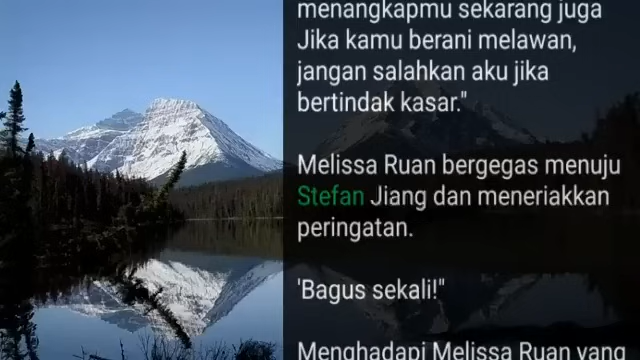 menangkapmu sekarang juga
Jika kamu berani melawan,
jangan salahkan aku jika
bertindak kasar."
Melissa Ruan bergegas menuju
Stefan Jiang dan meneriakkan
peringatan.
'Bagus sekali!"
Menghadapi Melissa Ruan yang